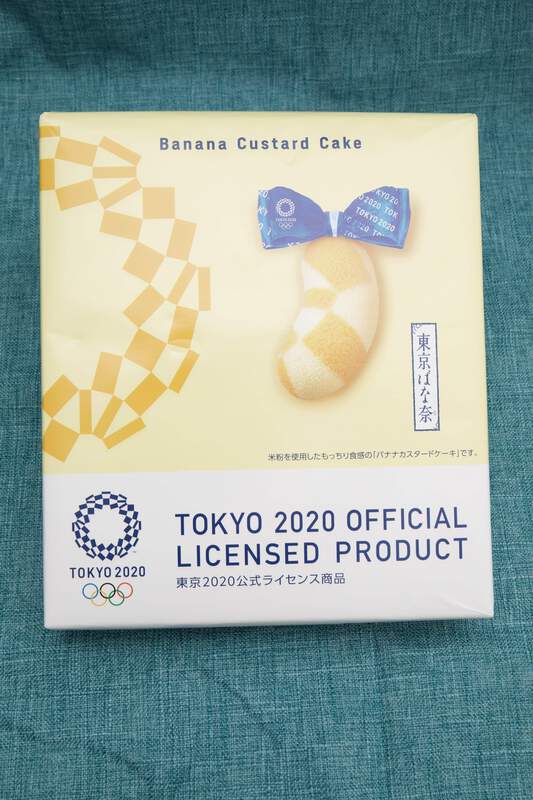 Banana Custard Cake
TOKYO 2020
TOKYO 2020
TOKYO 2020
東京ばな奈
米粉を使用したもっちり食感の「バナナカスタードケーキ」です。
TOKYO 2020 OFFICIAL
LICENSED PRODUCT
東京2020公式ライセンス商品
TOKYO 2020